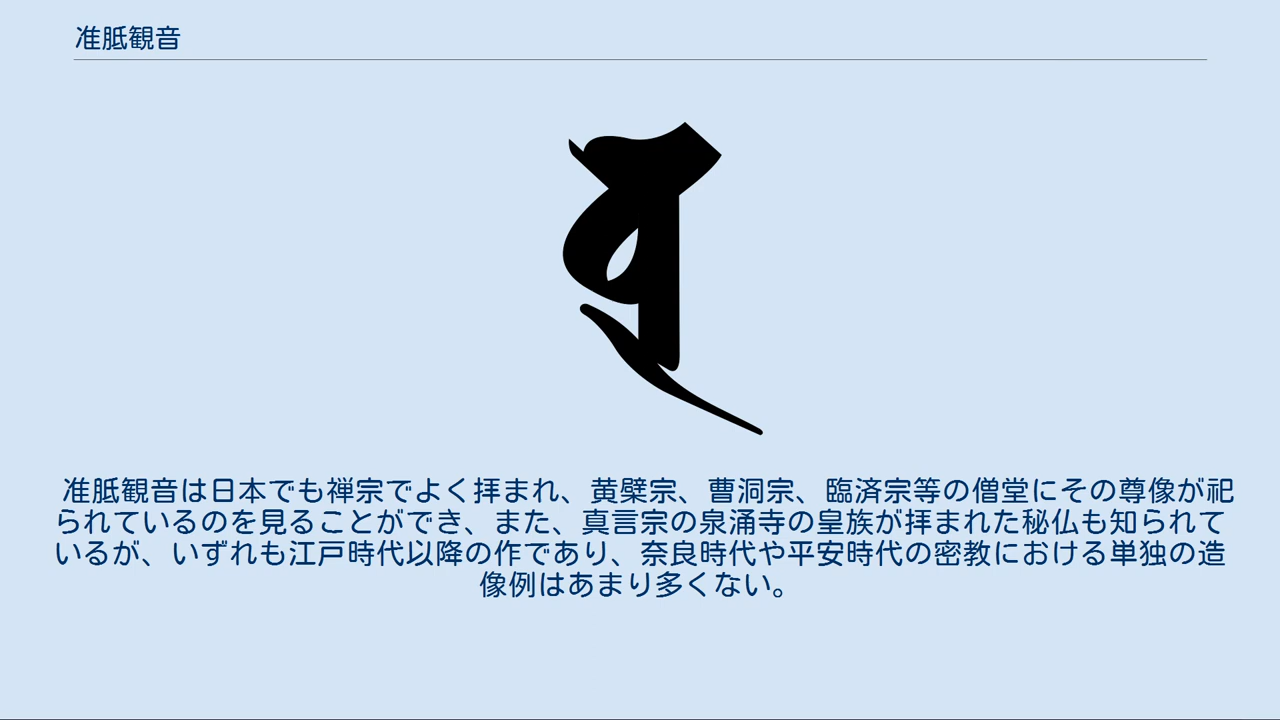 准胝観音
准胝観音は日本でも禅宗でよく拝まれ、黄檗宗、曹洞宗、臨済宗等の僧堂にその尊像が祀
られているのを見ることができ、また、真言宗の泉涌寺の皇族が拝まれた秘仏も知られて
いるが、いずれも江戸時代以降の作であり、奈良時代や平安時代の密教における単独の造
像例はあまり多くない。